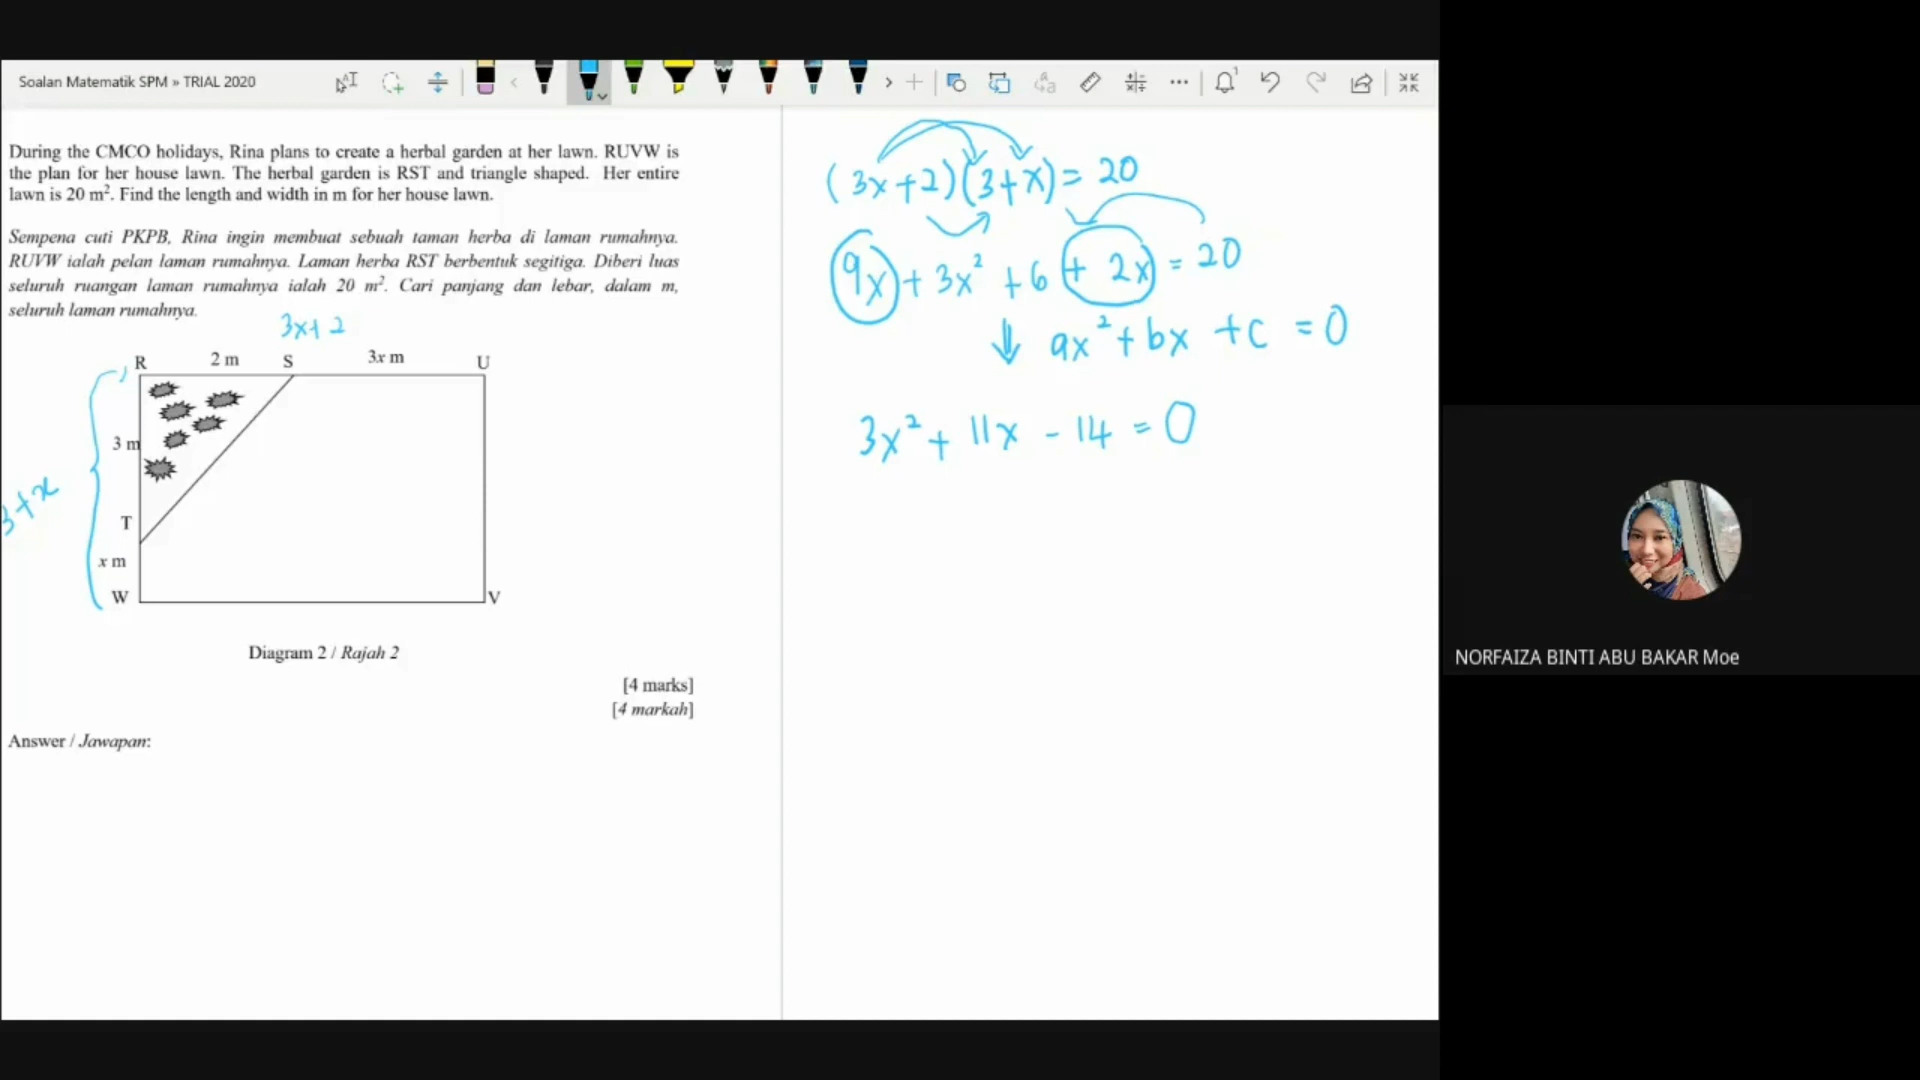 Soalan Matematik SPM » TRIAL 2020
During the CMCO holidays, Rina plans to create a herbal garden at her lawn. RUVW is
the plan for her house lawn. The herbal garden is RST and triangle shaped. Her entire
lawn is 20 m². Find the length and width in m for her house lawn.
Sempena cuti PKPB, Rina ingin membuat sebuah taman herba di laman rumahnya.
RUVW ialah pelan laman rumahnya. Laman herba RST berbentuk segitiga. Diberi luas
seluruh ruangan laman rumahnya ialah 20 m². Cari panjang dan lebar, dalam m,
seluruh laman rumahnya.
3x+2
R 2 m S 3x m U
3 m
3+x
T
x m
W V
Diagram 2 / Rajah 2
[4 marks]
[4 markah]
Answer / Jawapan:
(3x+2)(3+x)= 20
9x + 3x² + 6 + 2x = 20
ax² + bx + c = 0
3x² + 11x - 14 = 0
NORFAIZA BINTI ABU BAKAR Moe